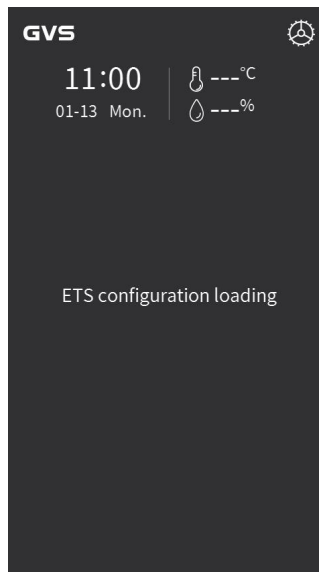 GVS
11:00
---°C
01-13 Mon.
---%
ETS configuration loading